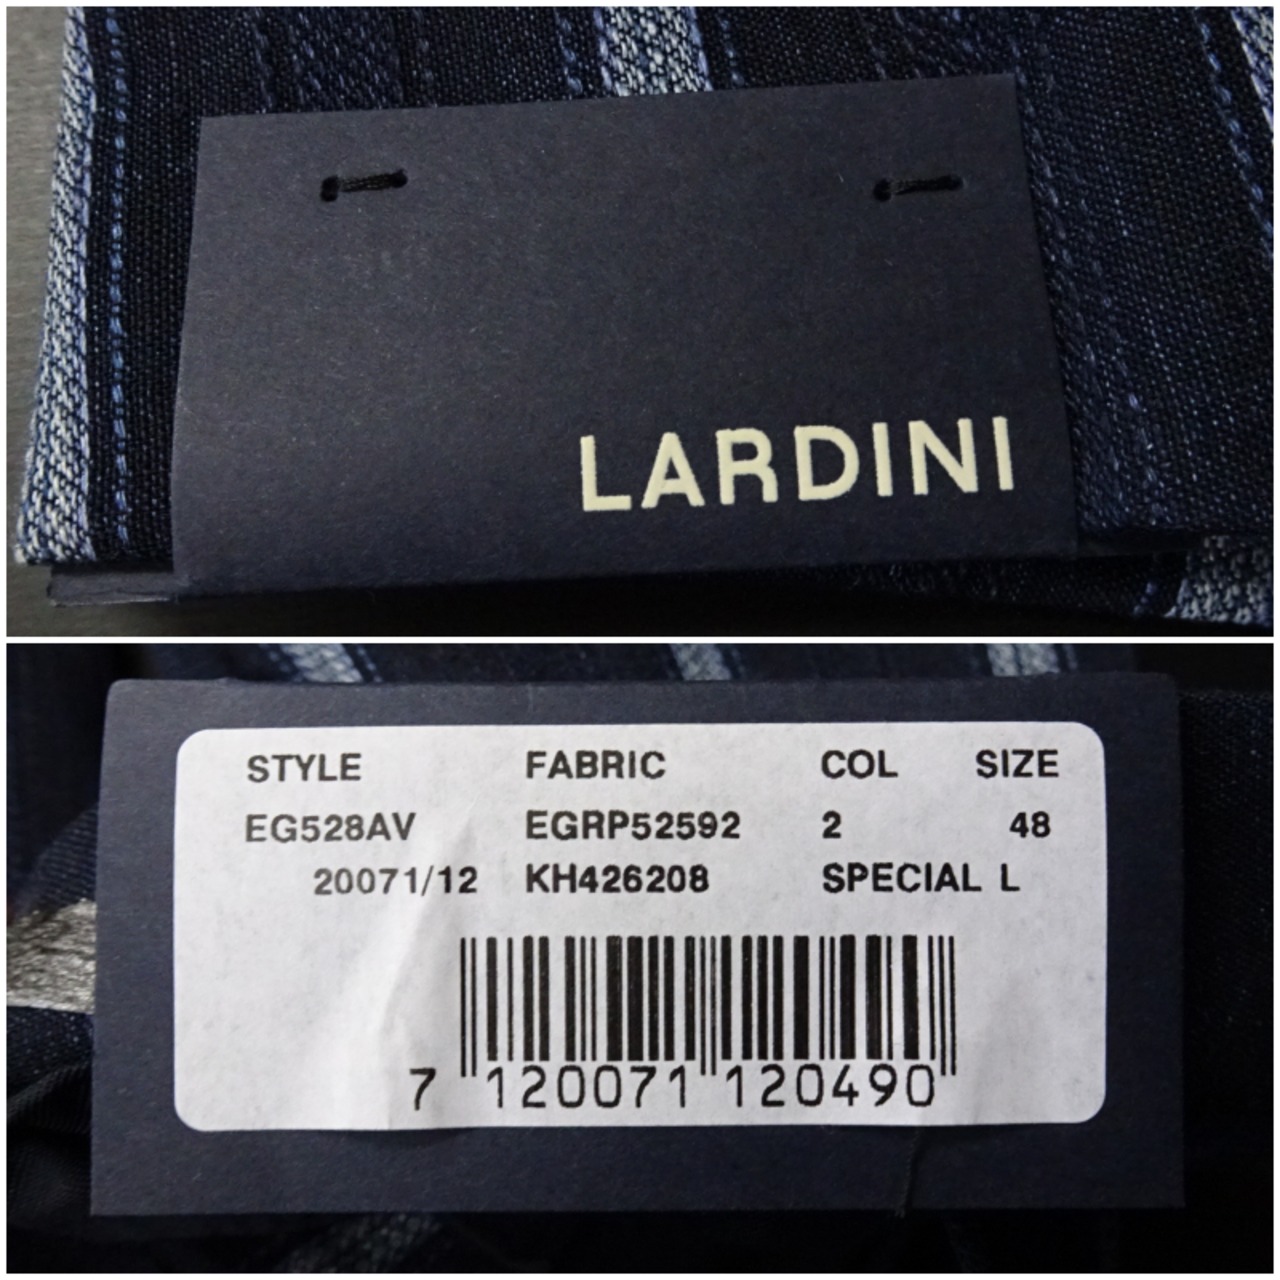 LARDINI
STYLE FABRIC COL SIZE
EG528AV EGRP52592 2 48
20071/12 KH426208 SPECIAL L
7 120071 120490